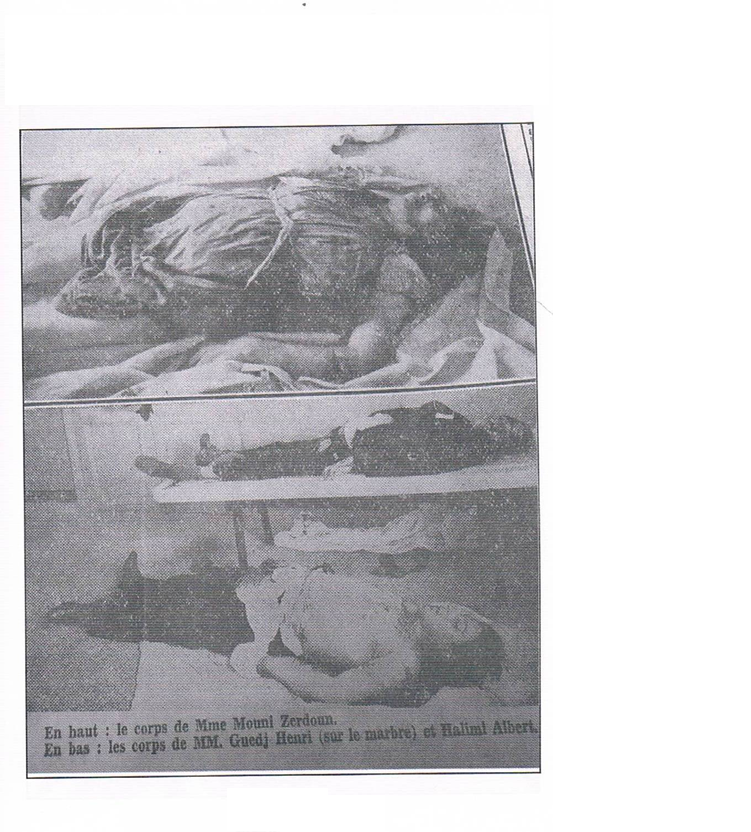 En haut : le corps de Mme Mouni Zerdoun.
En bas : les corps de MM. Guedj Henri (sur le marbre) et Halimi Albert.